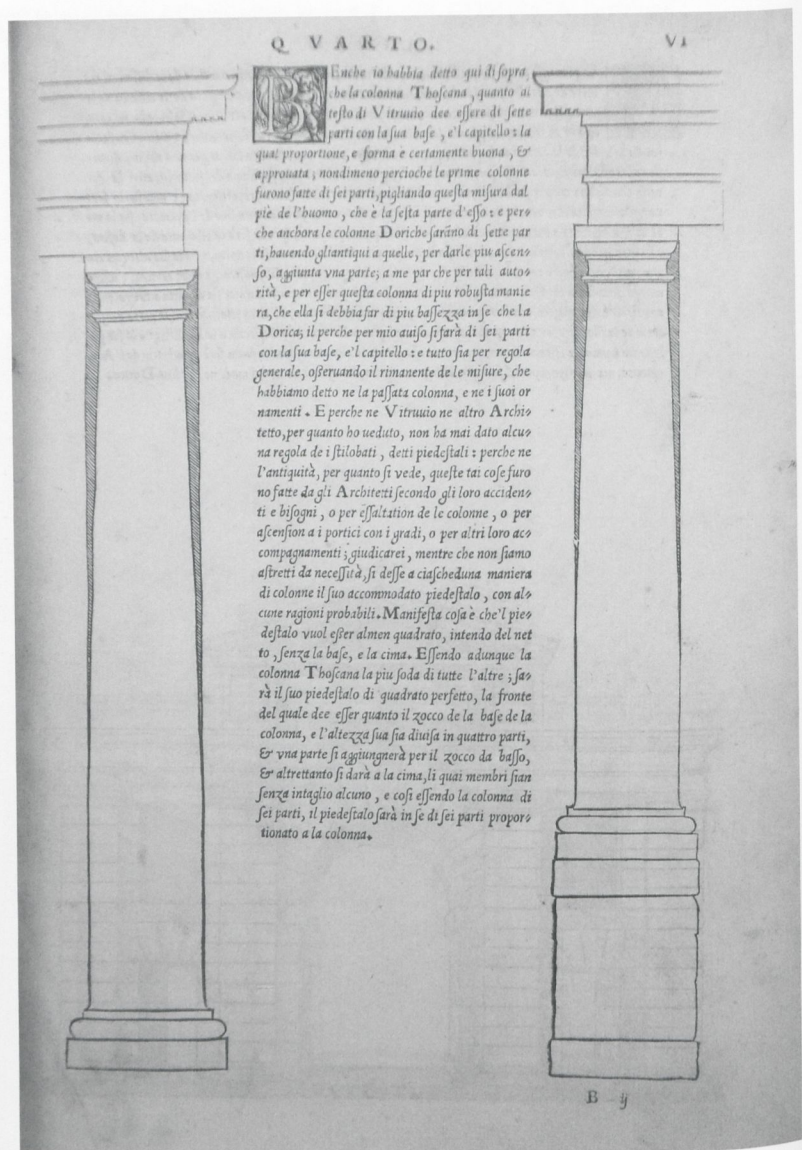 Q V A R T O.
VI
BEnche io habbia detto qui di sopra,
che la colonna Thoscana, quanto al
testo di Vitruuio dee essere di sette
parti con la sua base, e'l capitello: la
qual proportione, e forma è certamente buona, &
approuata, nondimeno percioche le prime colonne
furono fatte di sei parti, pigliando questa misura dal
piè de l'huomo, che è la sesta parte d'esso: e per-
che anchora le colonne Doriche saranno di sette par
ti, hauendo gli antiqui a quelle, per darle piu ascen-
so, aggiunta vna parte; a me par che per tali auto-
rità, e per esser questa colonna di piu robusta manie
ra, che ella si debbia far di piu bassezza in se che la
Dorica; il perche per mio auiso si farà di sei parti
con la sua base, e'l capitello: e tutto sia per regola
generale, osseruando il rimanente de le misure, che
habbiamo detto ne la passata colonna, e ne i suoi or
namenti. E perche ne Vitruuio ne altro Archi-
tetto, per quanto ho ueduto, non ha mai dato alcu-
na regola de i stilobati, detti piedestali: perche ne
l'antiquità, per quanto si vede, queste tai cose furo
no fatte da gli Architetti secondo gli loro acciden-
ti e bisogni, o per essaltation de le colonne, o per
ascension a i portici con i gradi, o per altri loro ac-
compagnamenti; giudicarei, mentre che non siamo
astretti da necessità, si desse a ciascheduna maniera
di colonne il suo accommodato piedestalo, con al-
cune ragioni probabili. Manifesta cosa è che'l pie-
destalo vuol esser almen quadrato, intendo del net
to, senza la base, e la cima. Essendo adunque la
colonna Thoscana la piu soda di tutte l'altre; sa-
rà il suo piedestalo di quadrato perfetto, la fronte
del quale dee esser quanto il zocco de la base de la
colonna, e l'altezza sua sia diuisa in quattro parti,
& vna parte si aggiungnerà per il zocco da basso,
& altrettanto si darà a la cima, li quai membri sian
senza intaglio alcuno, e cosi essendo la colonna di
sei parti, il piedestalo sarà in se di sei parti propor-
tionato a la colonna.
B ij